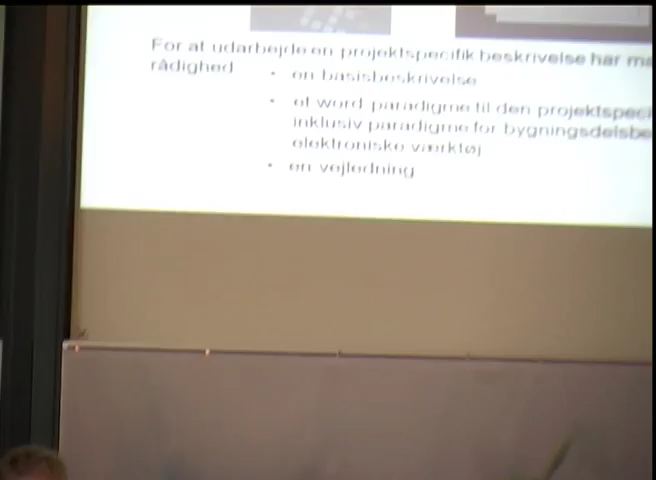 For at udarbejde en projektspecifik beskrivelse har ma
rådighed
• en basisbeskrivelse
• et word paradigme til den projektspeci
inklusiv paradigme for bygningsdelsbe
elektroniske værktøj
• en vejledning